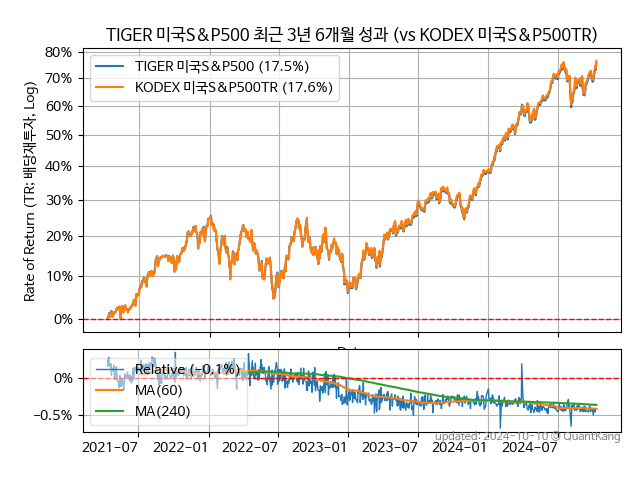 TIGER 미국S&P500 최근 3년 6개월 성과 (vs KODEX 미국S&P500TR)
80%
70%
60%
50%
40%
30%
20%
10%
0%
Rate of Return (TR: 배당재투자, Log)
TIGER 미국S&P500 (17.5%)
KODEX 미국S&P500TR (17.6%)
0%
−0.5%
Relative (−0.1%)
MA(60)
MA(240)
updated: 2024-10-10 © QuantKang
2021-07 2022-01 2022-07 2023-01 2023-07 2024-01 2024-07